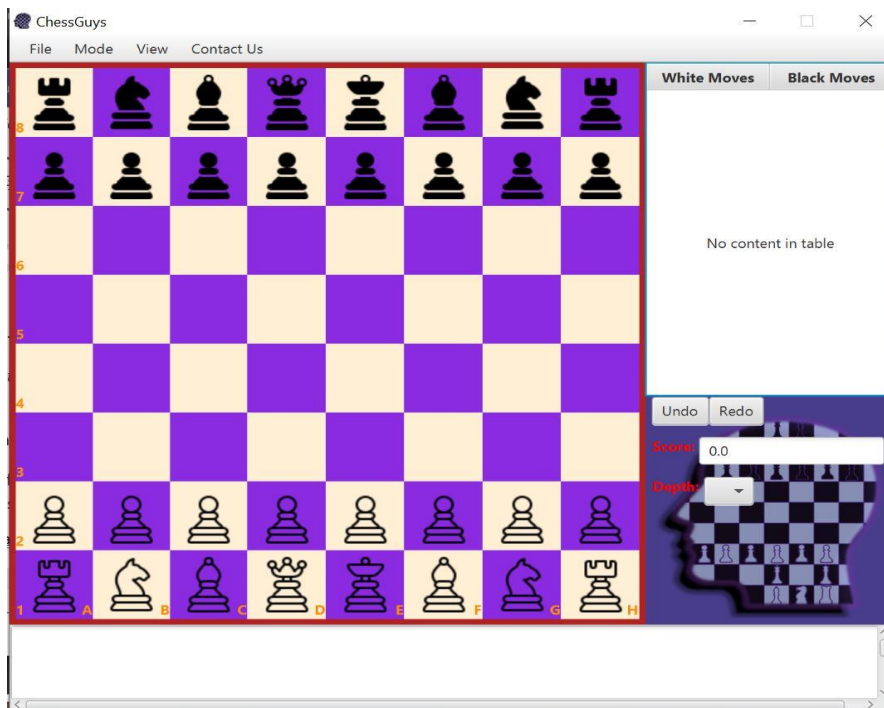 ChessGuys
File Mode View Contact Us
White Moves Black Moves
No content in table
8
7
6
5
4
3
2
1 A B C D E F G H
Undo Redo
Score: 0.0
Depth: